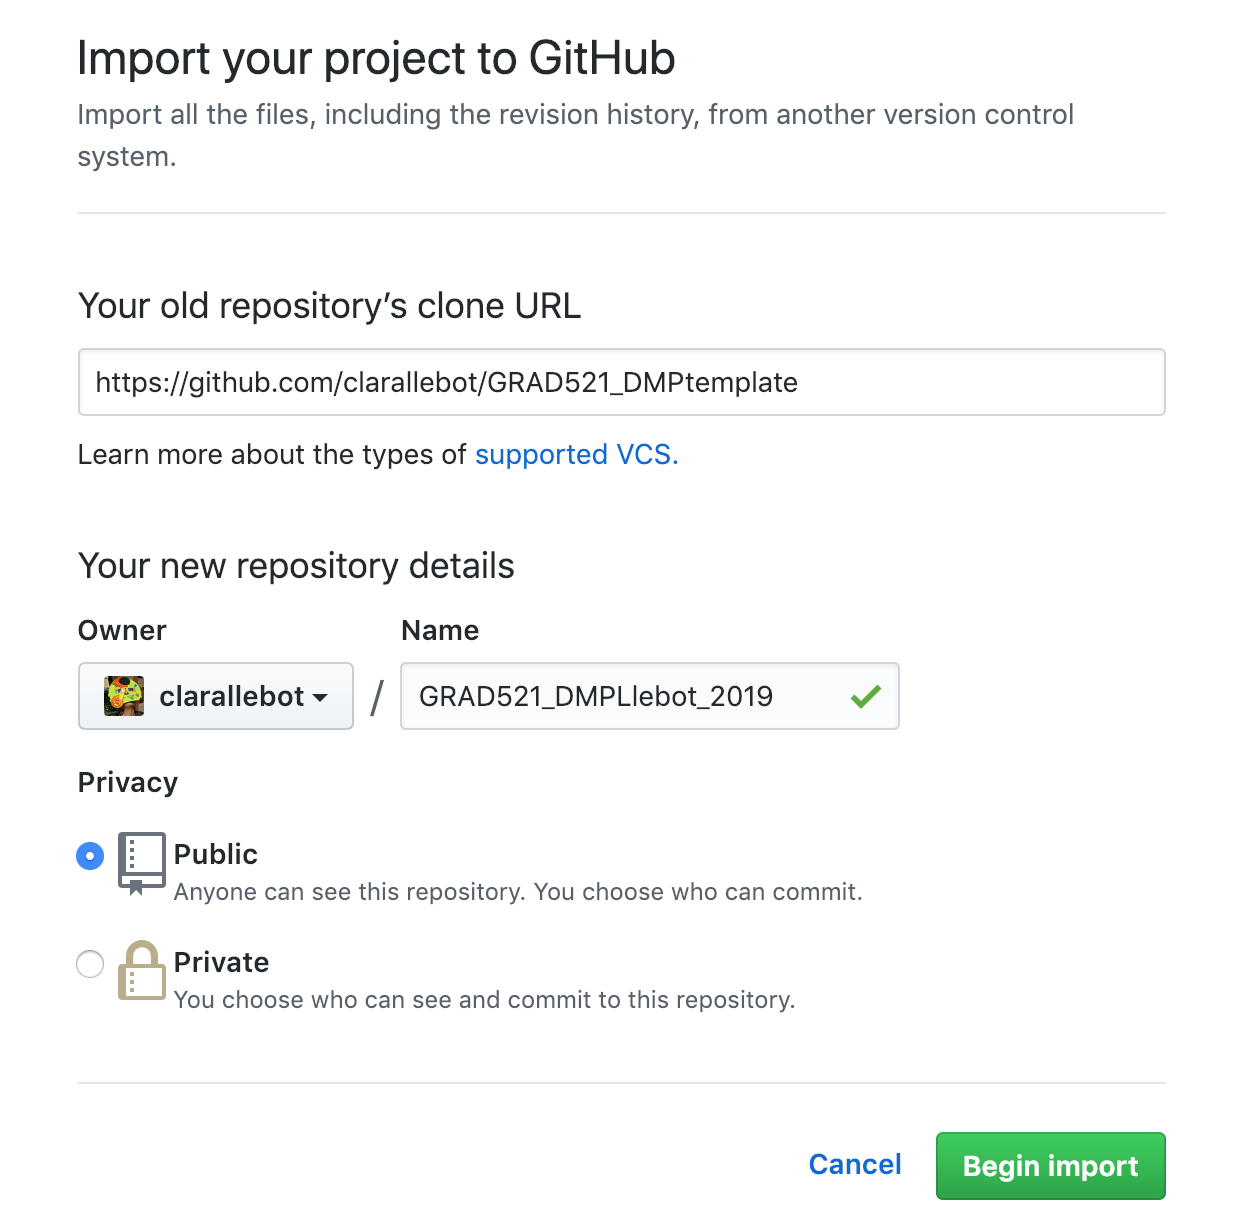 Import your project to GitHub
Import all the files, including the revision history, from another version control
system.
Your old repository’s clone URL
https://github.com/clarallebot/GRAD521_DMPtemplate
Learn more about the types of supported VCS.
Your new repository details
Owner Name
clarallebot / GRAD521_DMPLlebot_2019
Privacy
Public
Anyone can see this repository. You choose who can commit.
Private
You choose who can see and commit to this repository.
Cancel Begin import